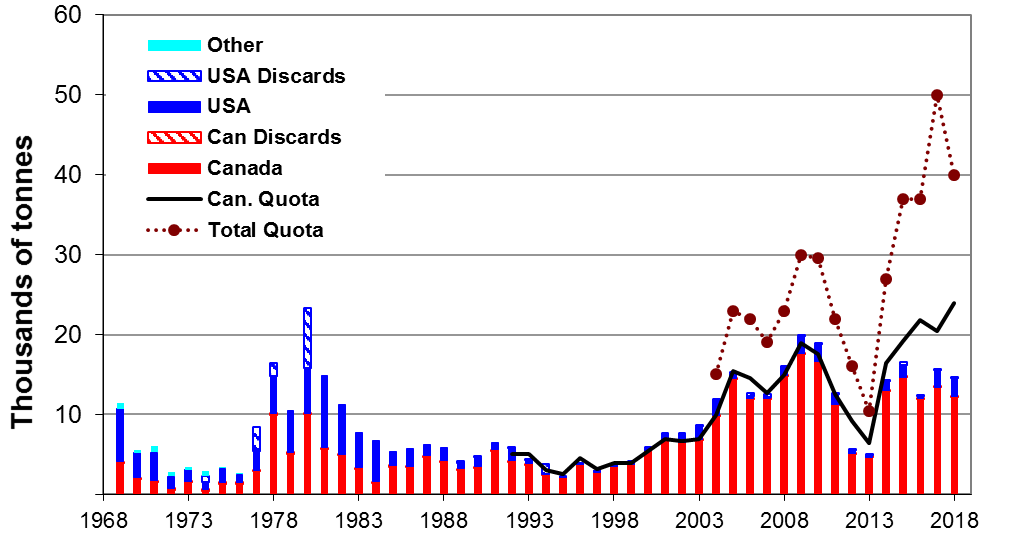 60
50
40
30
20
10
Thousands of tonnes
Other
USA Discards
USA
Can Discards
Canada
Can. Quota
Total Quota
1968 1973 1978 1983 1988 1993 1998 2003 2008 2013 2018